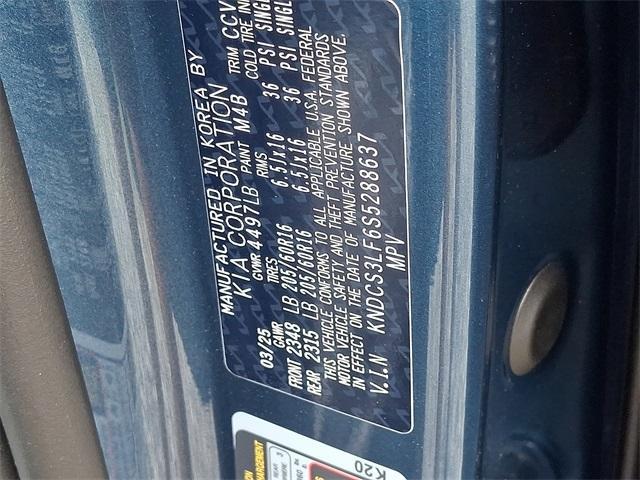 MANUFACTURED IN KOREA BY
KIA CORPORATION
03/25 GVWR 4497LB PAINT M4B TRIM CCV
GAWR TIRES RIMS COLD TIRE IN
FRONT 2348 LB 205/60R16 6.5Jx16 36 PSI SINGL
REAR 2315 LB 205/60R16 6.5Jx16 36 PSI SINGL
THIS VEHICLE CONFORMS TO ALL APPLICABLE U.S.A. FEDERAL
MOTOR VEHICLE SAFETY AND THEFT PREVENTION STANDARDS
IN EFFECT ON THE DATE OF MANUFACTURE SHOWN ABOVE.
V.I.N KNDCS3LF6S5288637
MPV
REAR 3
K20